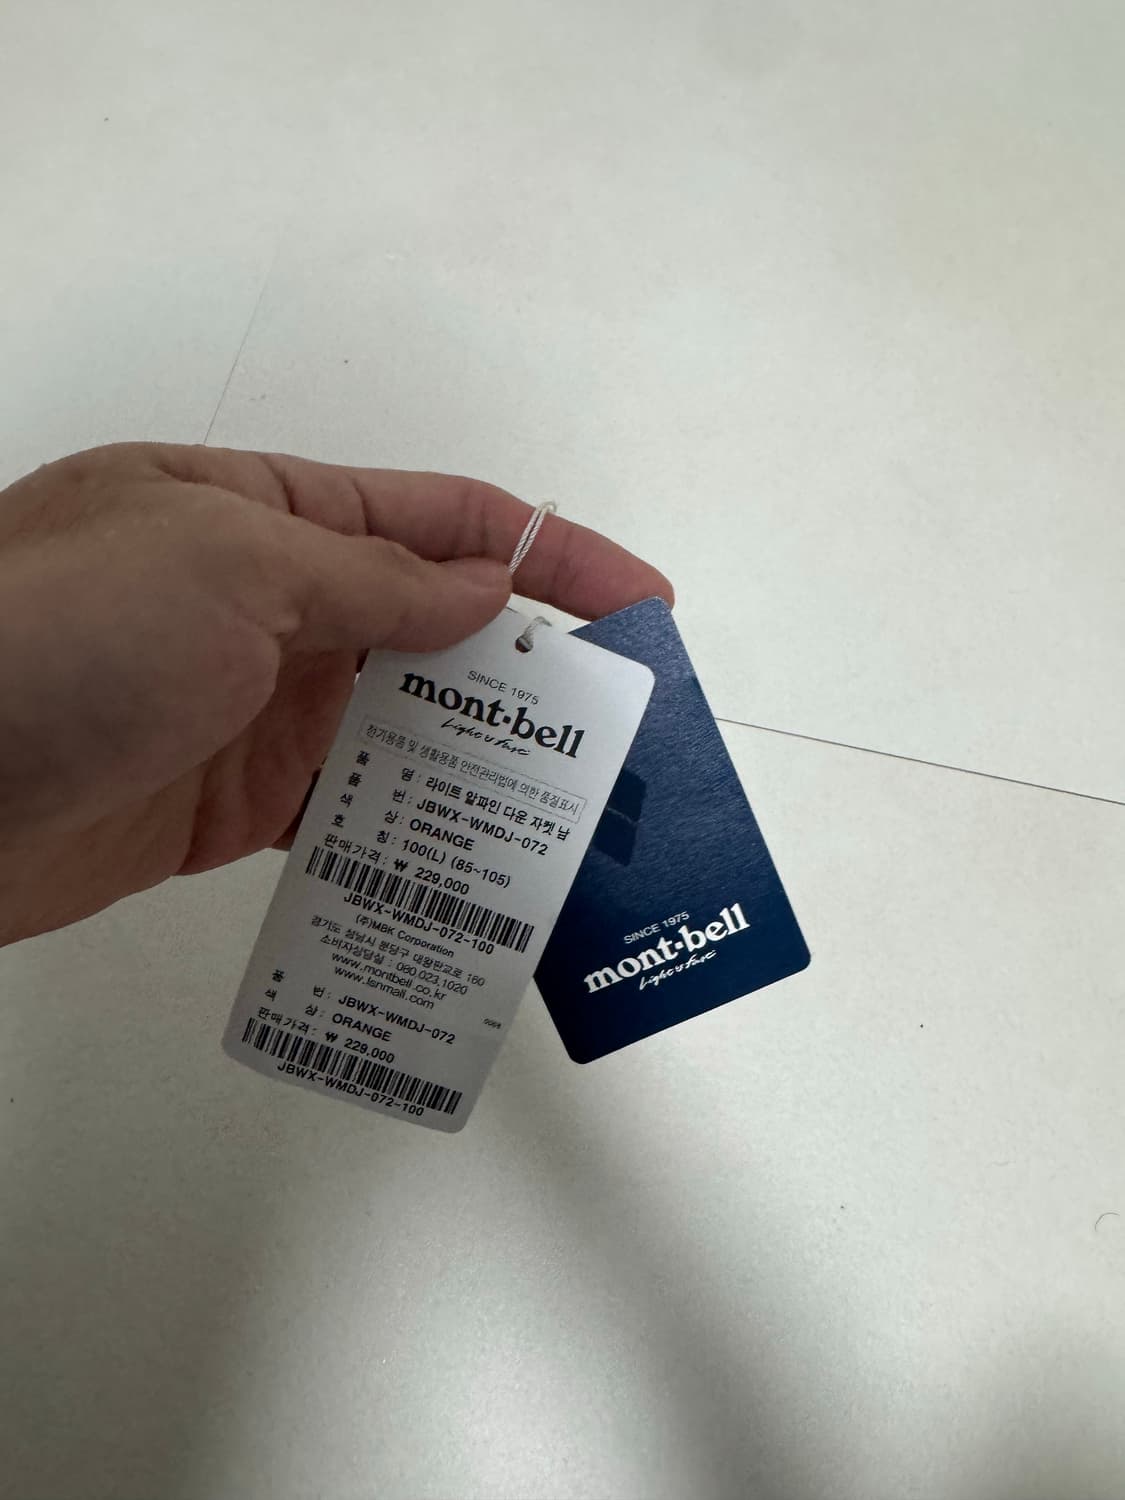 SINCE 1975
mont·bell
Light & Fast
전기용품 및 생활용품 안전관리법에 의한 품질표시
품 명 : 라이트 알파인 다운 자켓 남
품 번 : JBWX-WMDJ-072
색 상 : ORANGE
호 칭 : 100(L) (85~105)
판매가격 : ₩ 229,000
JBWX-WMDJ-072-100
(주)MBK Corporation
경기도 성남시 분당구 대왕판교로 160
소비자상담실 : 080.023.1020
www.montbell.co.kr
www.lsnmall.com
품 번 : JBWX-WMDJ-072
색 상 : ORANGE
판매가격 : ₩ 229,000
JBWX-WMDJ-072-100
SINCE 1975
mont·bell
Light & Fast